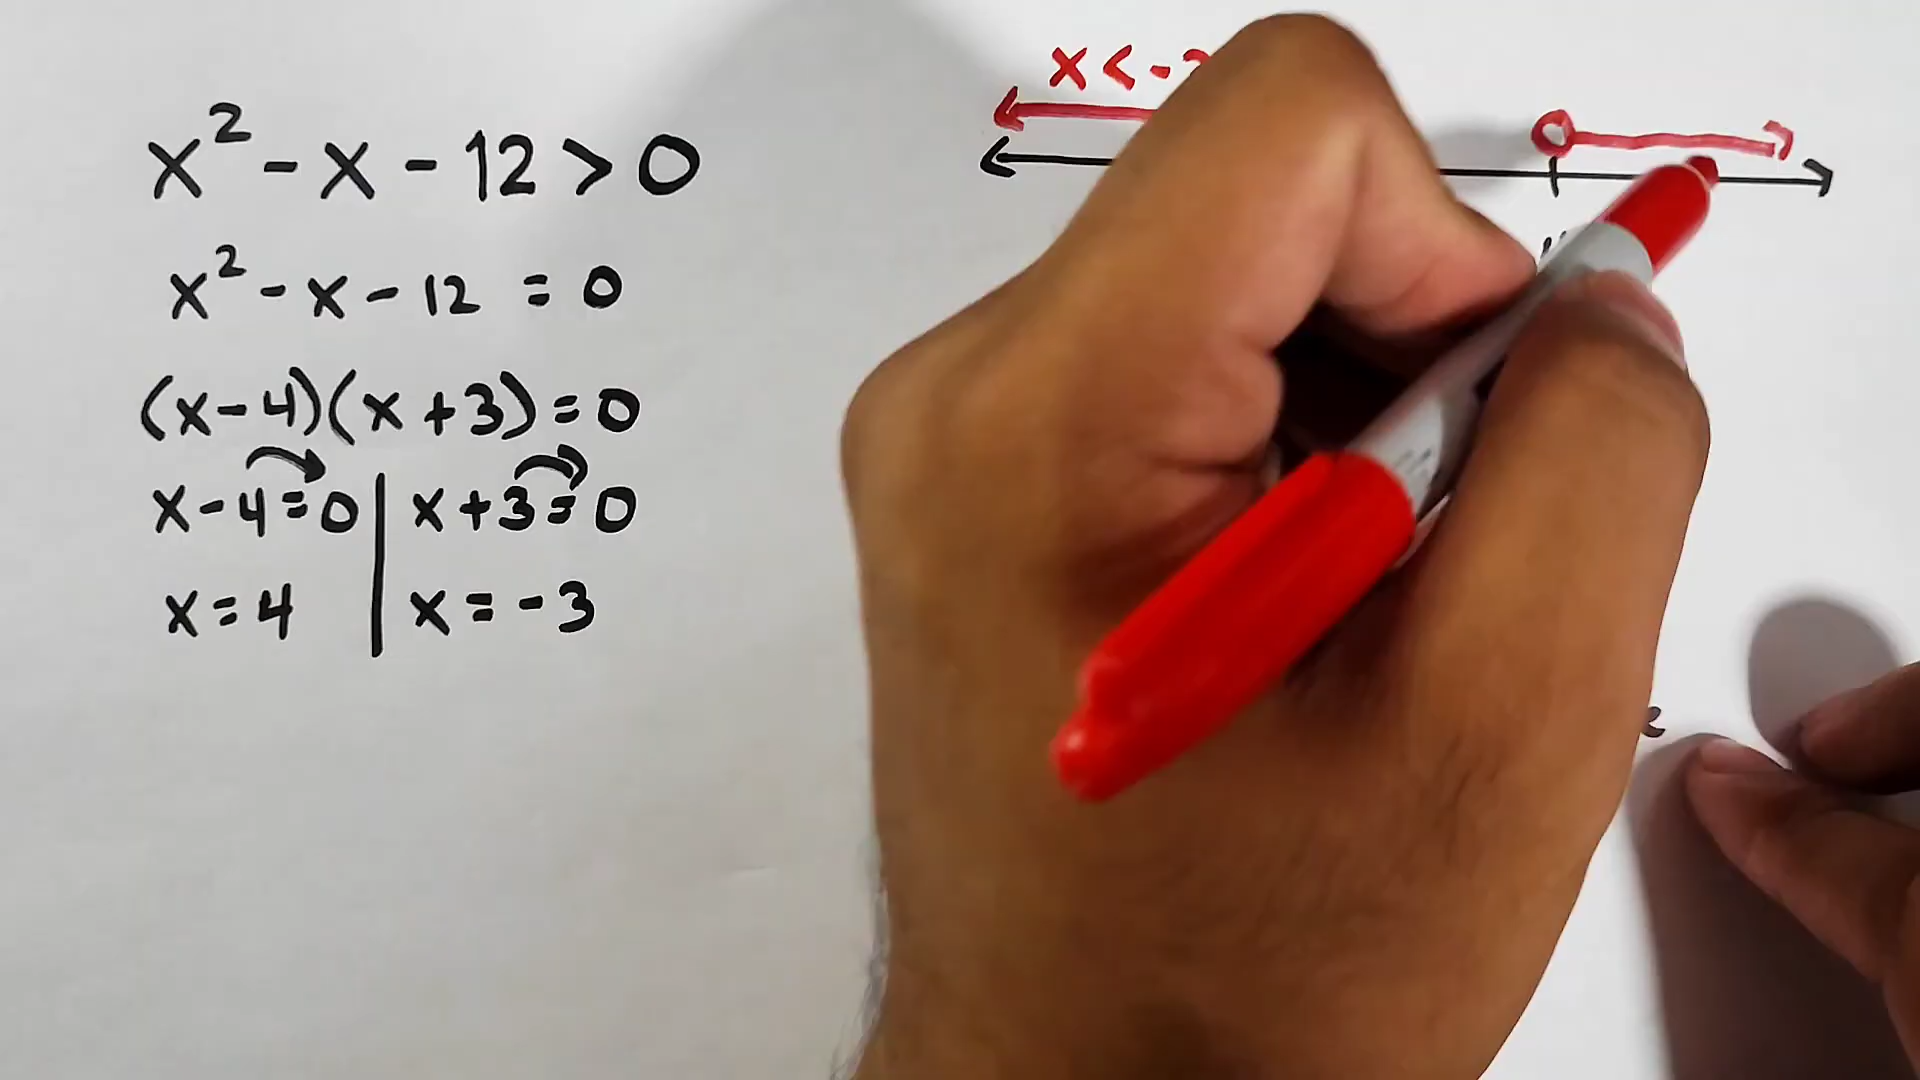 x² - x - 12 > 0
x² - x - 12 = 0
(x - 4)(x + 3) = 0
x - 4 = 0 | x + 3 = 0
x = 4 | x = -3
x < -